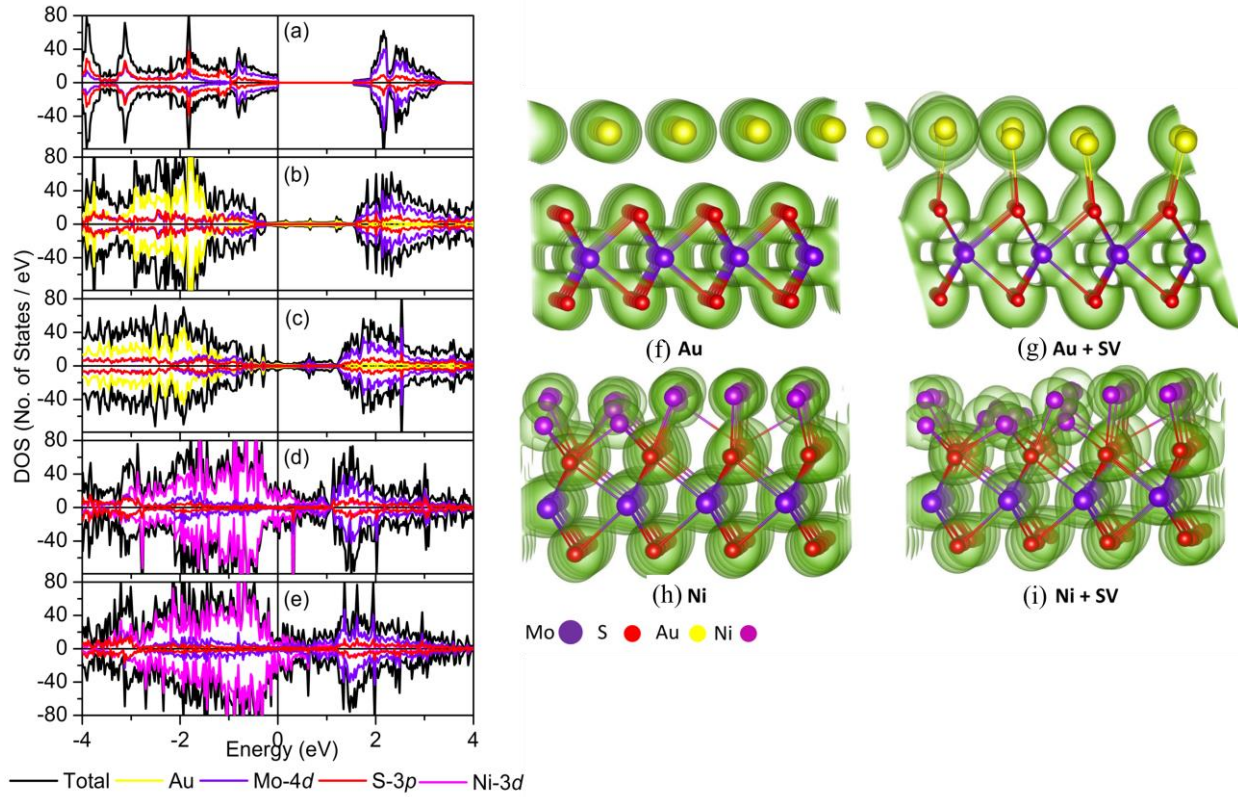 80
40
0
-40
(a)
80
40
0
-40
(b)
80
40
0
-40
(c)
80
40
0
-40
(d)
80
40
0
-40
-80
(e)
DOS (No. of States / eV)
-4 -2 0 2 4
Energy (eV)
Total Au Mo-4d S-3p Ni-3d
(f) Au
(g) Au + SV
(h) Ni
(i) Ni + SV
Mo S Au Ni